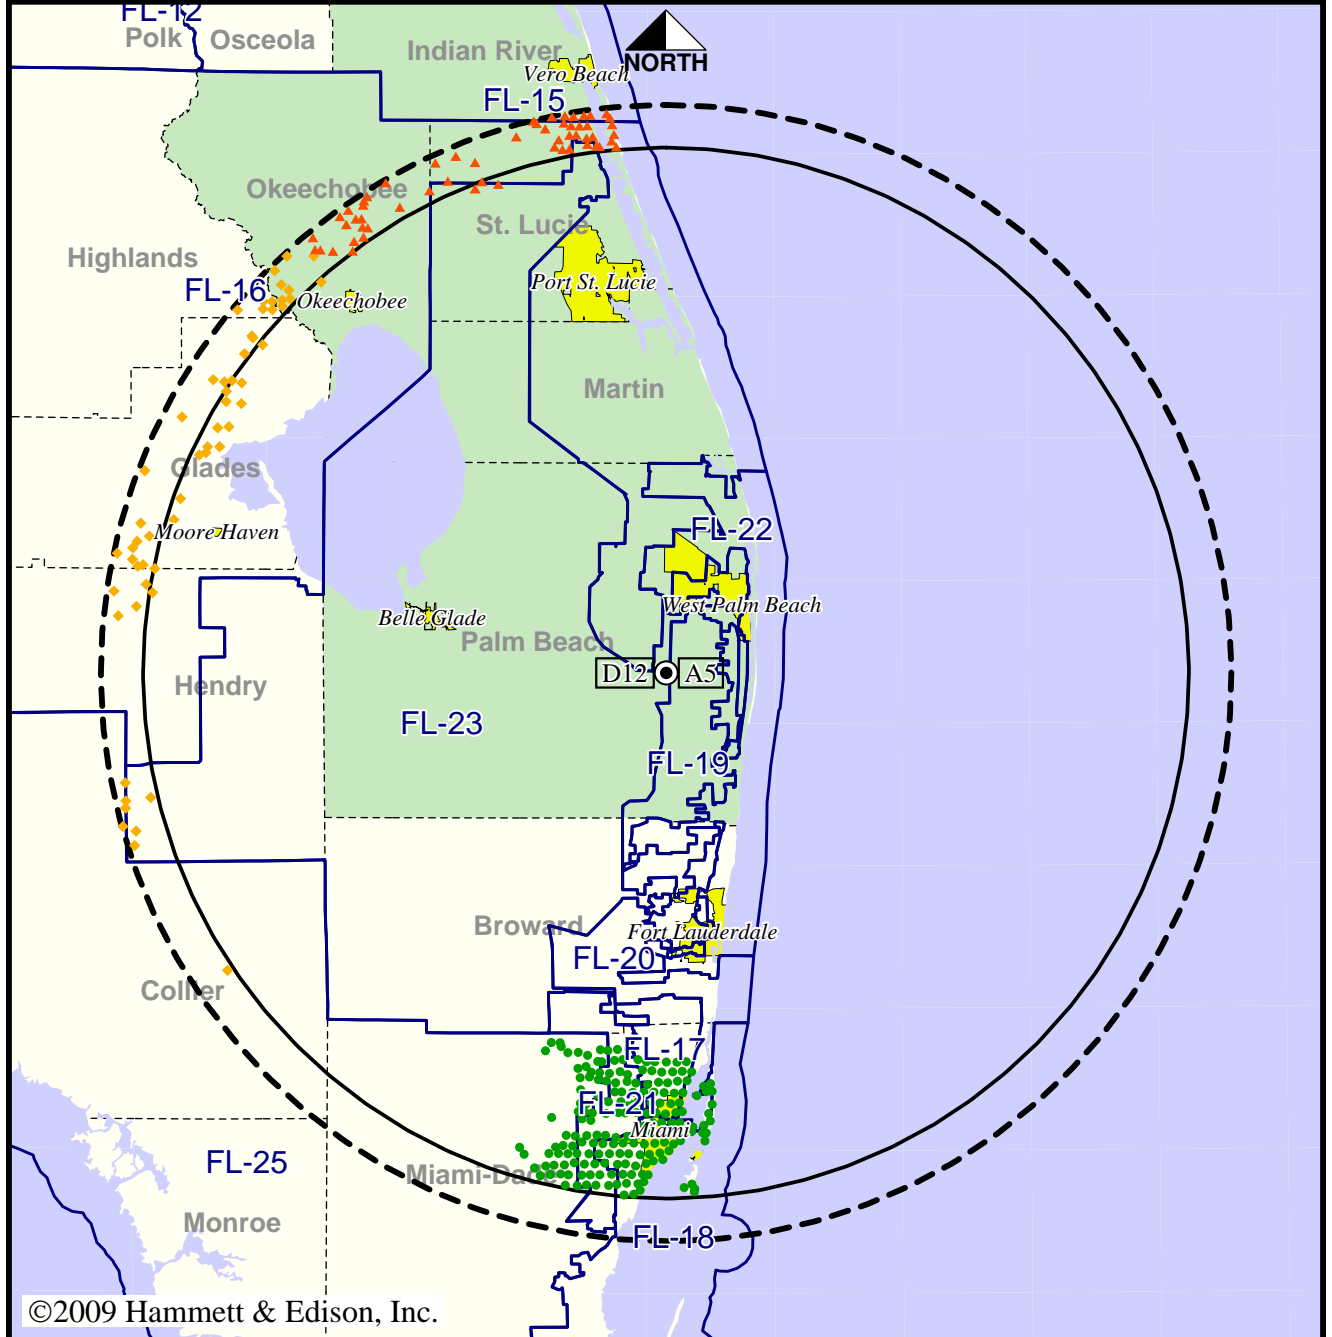 FL-12
Polk
Osceola
Indian River
NORTH
Vero Beach
FL-15
Okeechobee
St. Lucie
Highlands
FL-16
Okeechobee
Port St. Lucie
Martin
Glades
Moore Haven
FL-22
Belle Glade
West Palm Beach
Palm Beach
D12
A5
Hendry
FL-23
FL-19
Broward
Fort Lauderdale
FL-20
Collier
FL-17
FL-21
Miami
FL-25
Miami-Dade
Monroe
FL-18
©2009 Hammett & Edison, Inc.